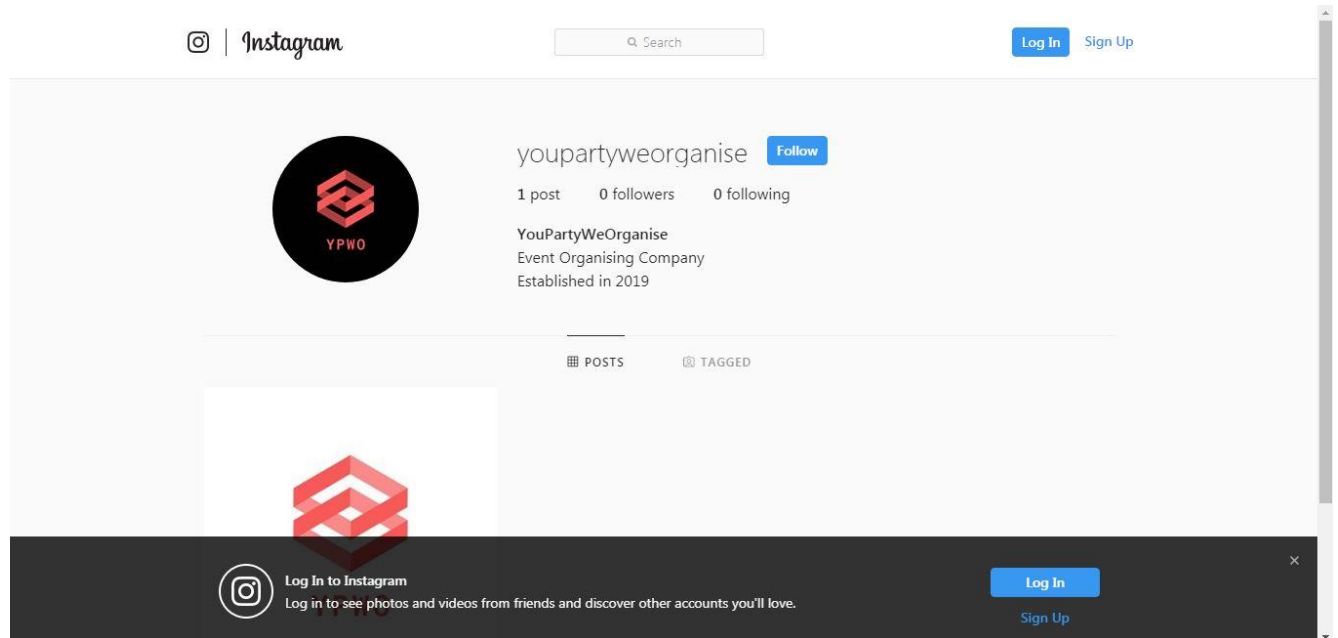 Instagram
Search
Log In
Sign Up
YPWO
youpartyweorganise
Follow
1 post 0 followers 0 following
YouPartyWeOrganise
Event Organising Company
Established in 2019
POSTS
TAGGED
YPWO
Log In to Instagram
Log in to see photos and videos from friends and discover other accounts you'll love.
Log In
Sign Up